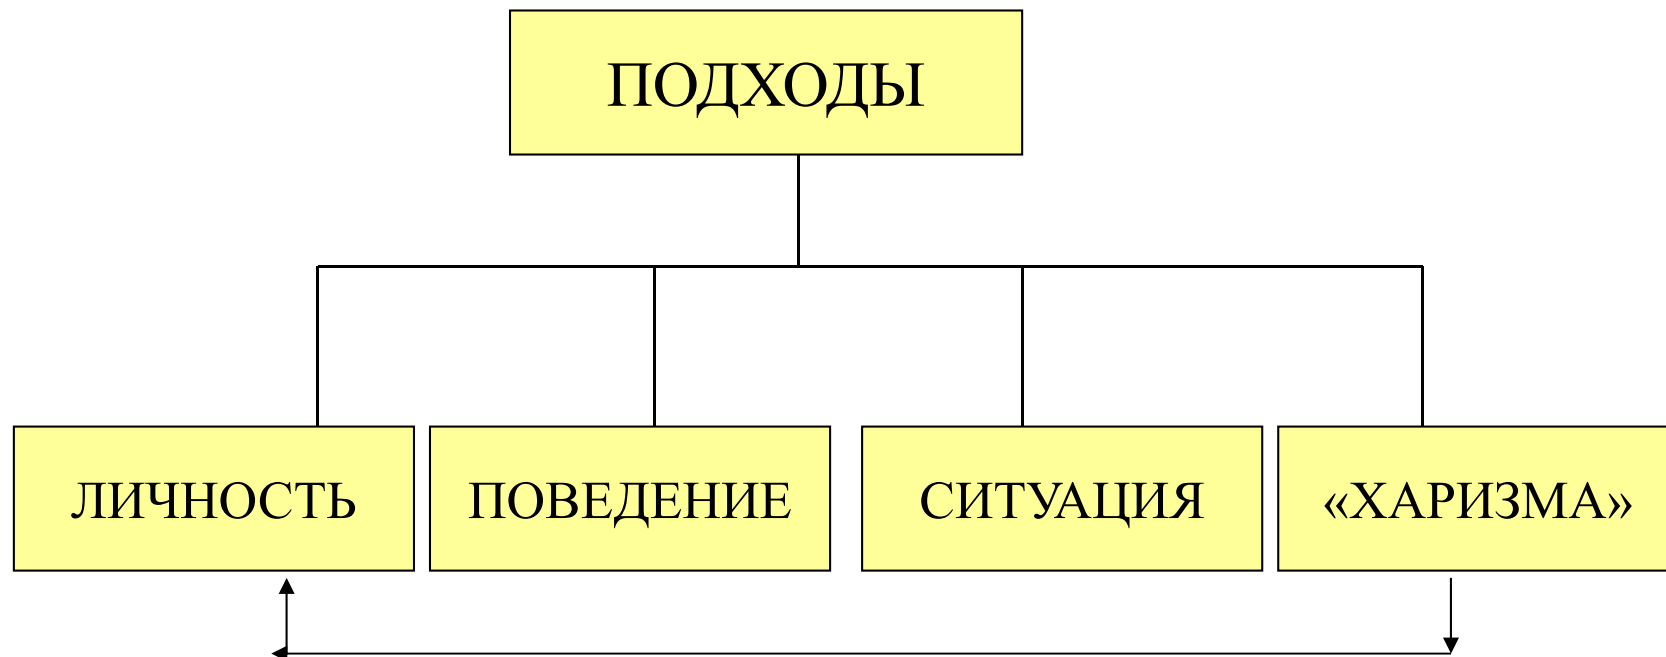 ПОДХОДЫ
ЛИЧНОСТЬ
ПОВЕДЕНИЕ
СИТУАЦИЯ
«ХАРИЗМА»